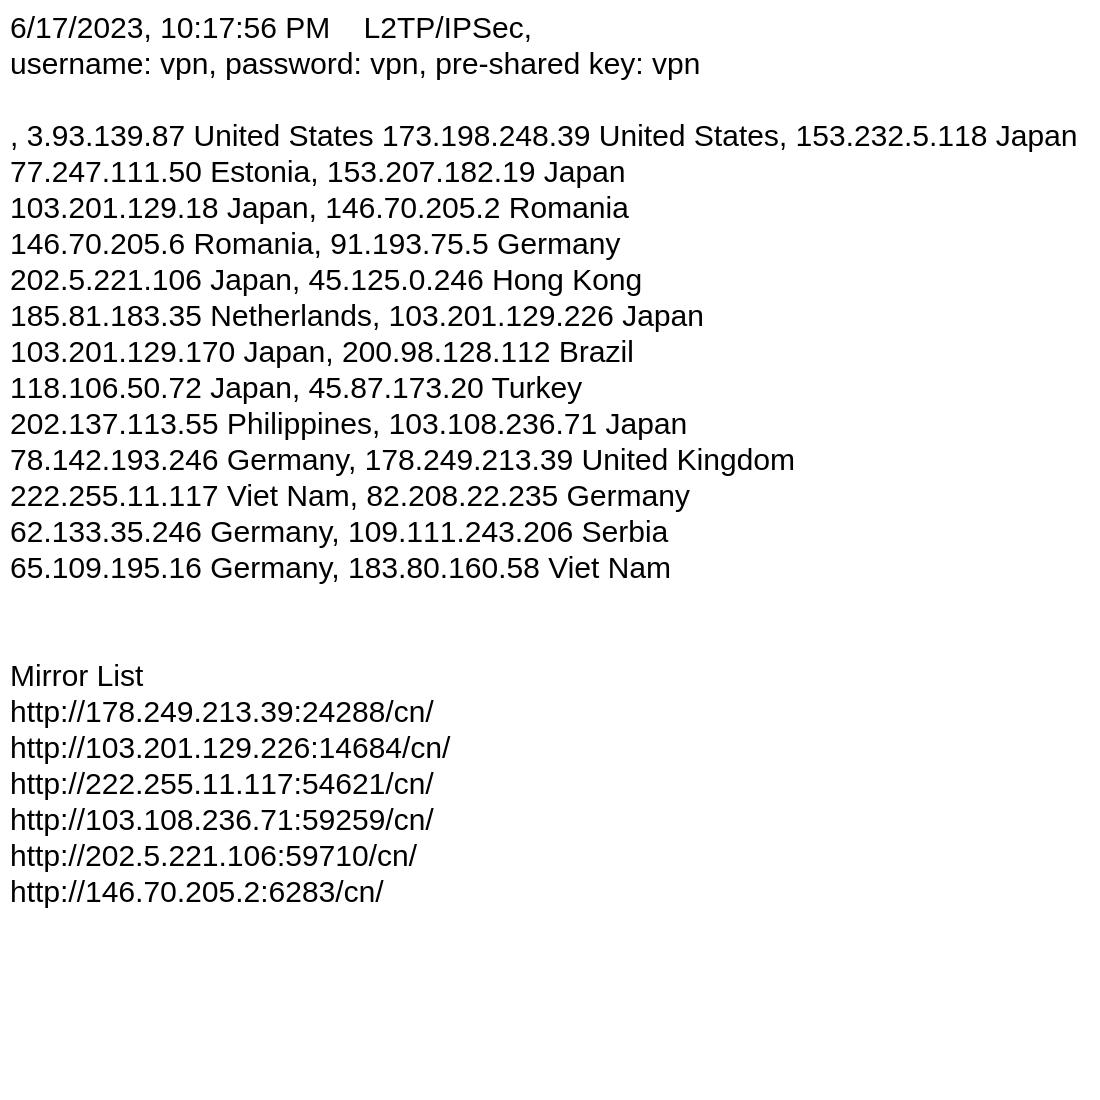 6/17/2023, 10:17:56 PM    L2TP/IPSec,
username: vpn, password: vpn, pre-shared key: vpn
, 3.93.139.87 United States 173.198.248.39 United States, 153.232.5.118 Japan
77.247.111.50 Estonia, 153.207.182.19 Japan
103.201.129.18 Japan, 146.70.205.2 Romania
146.70.205.6 Romania, 91.193.75.5 Germany
202.5.221.106 Japan, 45.125.0.246 Hong Kong
185.81.183.35 Netherlands, 103.201.129.226 Japan
103.201.129.170 Japan, 200.98.128.112 Brazil
118.106.50.72 Japan, 45.87.173.20 Turkey
202.137.113.55 Philippines, 103.108.236.71 Japan
78.142.193.246 Germany, 178.249.213.39 United Kingdom
222.255.11.117 Viet Nam, 82.208.22.235 Germany
62.133.35.246 Germany, 109.111.243.206 Serbia
65.109.195.16 Germany, 183.80.160.58 Viet Nam
Mirror List
http://178.249.213.39:24288/cn/
http://103.201.129.226:14684/cn/
http://222.255.11.117:54621/cn/
http://103.108.236.71:59259/cn/
http://202.5.221.106:59710/cn/
http://146.70.205.2:6283/cn/